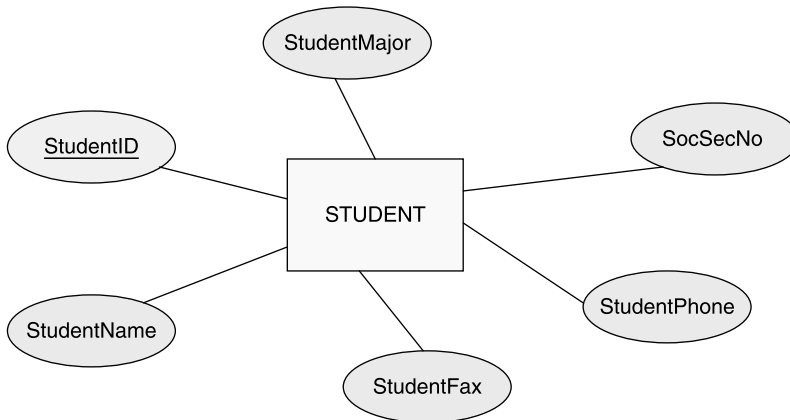 StudentMajor
StudentID
SocSecNo
STUDENT
StudentPhone
StudentName
StudentFax